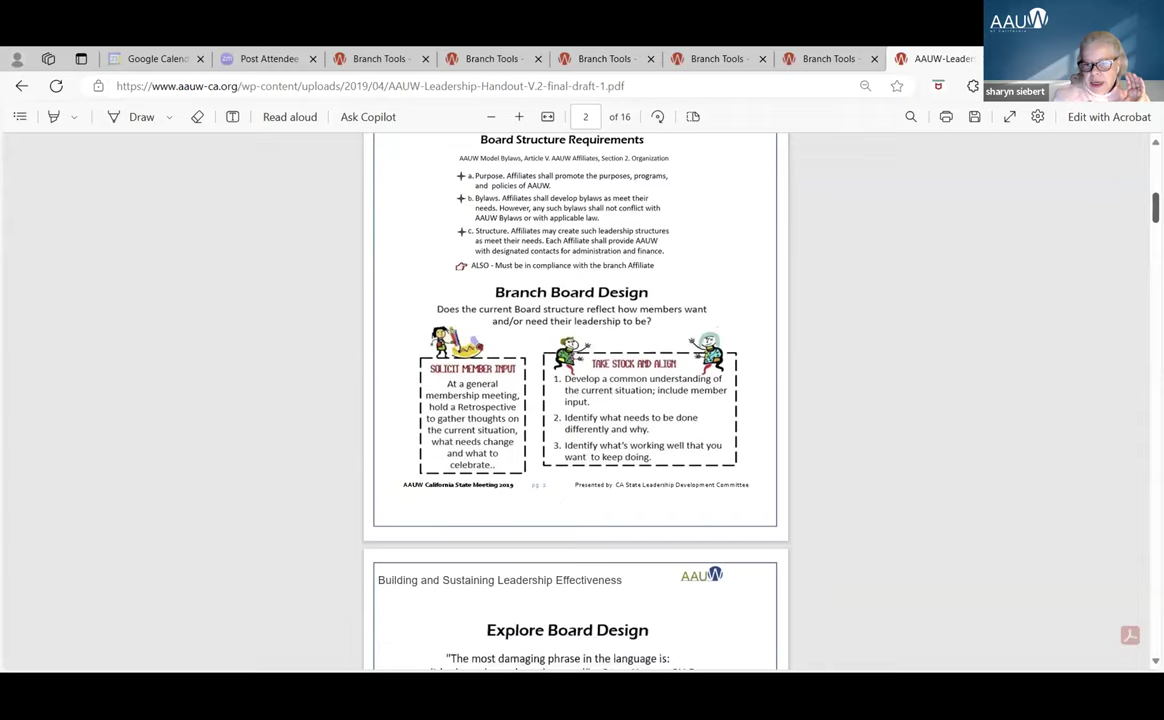 AAUW
of California
Google Calend
Post Attendee
Branch Tools -
Branch Tools -
Branch Tools -
Branch Tools -
Branch Tools -
AAUW-Leader
sharyn siebert
https://www.aauw-ca.org/wp-content/uploads/2019/04/AAUW-Leadership-Handout-V.2-final-draft-1.pdf
Draw
Read aloud
Ask Copilot
2
of 16
Edit with Acrobat
Board Structure Requirements
AAUW Model Bylaws, Article V. AAUW Affiliates, Section 2. Organization
a. Purpose. Affiliates shall promote the purposes, programs,
and policies of AAUW.
b. Bylaws. Affiliates shall develop bylaws as meet their
needs. However, any such bylaws shall not conflict with
AAUW Bylaws or with applicable law.
c. Structure. Affiliates may create such leadership structures
as meet their needs. Each Affiliate shall provide AAUW
with designated contacts for administration and finance.
ALSO - Must be in compliance with the branch Affiliate
Branch Board Design
Does the current Board structure reflect how members want
and/or need their leadership to be?
SOLICIT MEMBER INPUT
At a general
membership meeting,
hold a Retrospective
to gather thoughts on
the current situation,
what needs change
and what to
celebrate..
TAKE STOCK AND ALIGN
1. Develop a common understanding of
the current situation; include member
input.
2. Identify what needs to be done
differently and why.
3. Identify what's working well that you
want to keep doing.
AAUW California State Meeting 2019
pg. 2
Presented by CA State Leadership Development Committee
Building and Sustaining Leadership Effectiveness
AAUW
Explore Board Design
"The most damaging phrase in the language is: